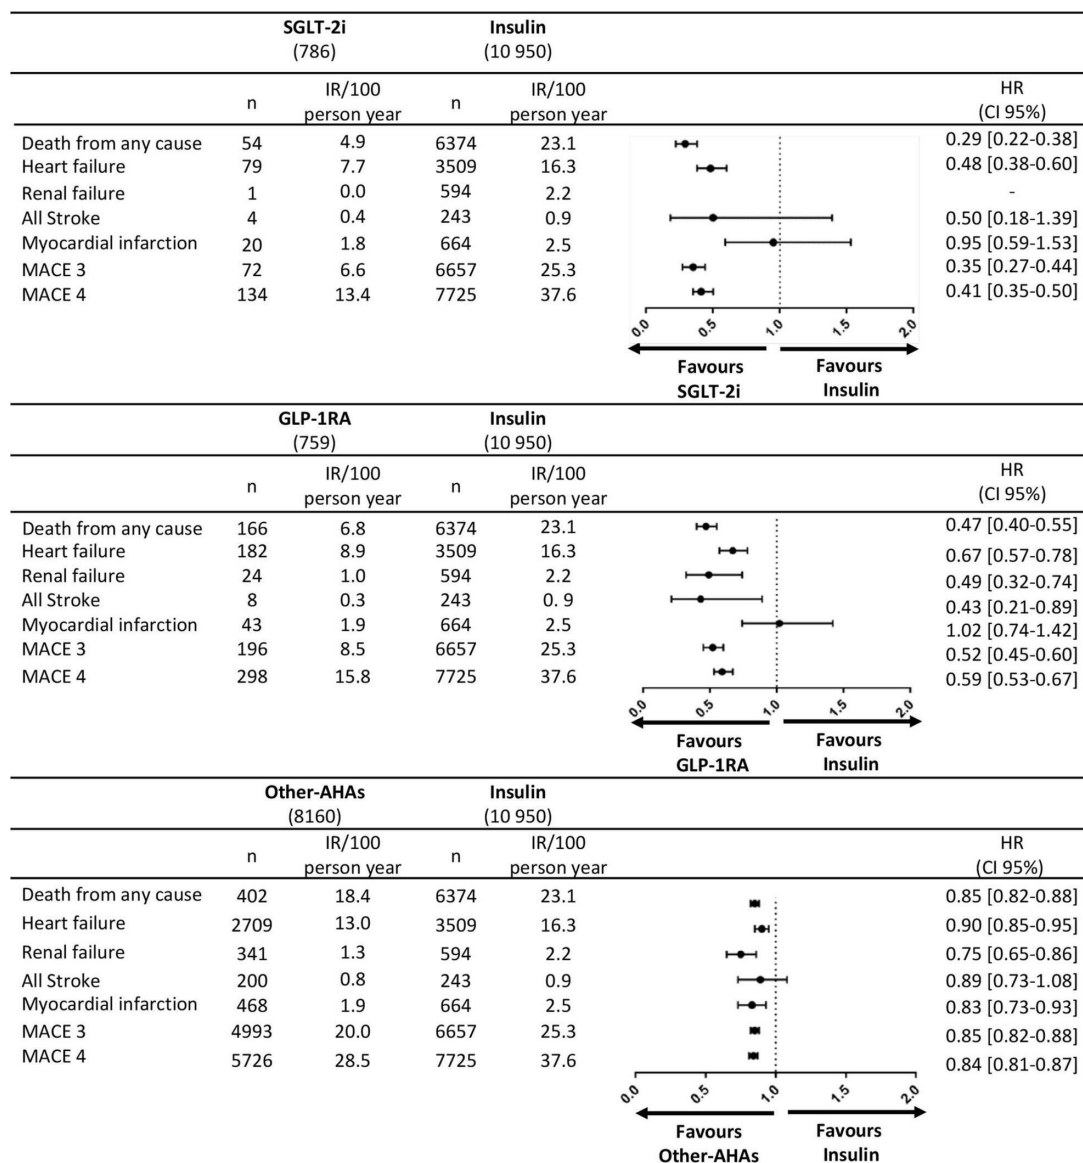 SGLT-2i Insulin
(786) (10 950)
n IR/100 person year n IR/100 person year HR (CI 95%)
Death from any cause 54 4.9 6374 23.1 0.29 [0.22-0.38]
Heart failure 79 7.7 3509 16.3 0.48 [0.38-0.60]
Renal failure 1 0.0 594 2.2 -
All Stroke 4 0.4 243 0.9 0.50 [0.18-1.39]
Myocardial infarction 20 1.8 664 2.5 0.95 [0.59-1.53]
MACE 3 72 6.6 6657 25.3 0.35 [0.27-0.44]
MACE 4 134 13.4 7725 37.6 0.41 [0.35-0.50]
0.0 0.5 1.0 1.5 2.0
Favours Favours
SGLT-2i Insulin
GLP-1RA Insulin
(759) (10 950)
n IR/100 person year n IR/100 person year HR (CI 95%)
Death from any cause 166 6.8 6374 23.1 0.47 [0.40-0.55]
Heart failure 182 8.9 3509 16.3 0.67 [0.57-0.78]
Renal failure 24 1.0 594 2.2 0.49 [0.32-0.74]
All Stroke 8 0.3 243 0. 9 0.43 [0.21-0.89]
Myocardial infarction 43 1.9 664 2.5 1.02 [0.74-1.42]
MACE 3 196 8.5 6657 25.3 0.52 [0.45-0.60]
MACE 4 298 15.8 7725 37.6 0.59 [0.53-0.67]
0.0 0.5 1.0 1.5 2.0
Favours Favours
GLP-1RA Insulin
Other-AHAs Insulin
(8160) (10 950)
n IR/100 person year n IR/100 person year HR (CI 95%)
Death from any cause 402 18.4 6374 23.1 0.85 [0.82-0.88]
Heart failure 2709 13.0 3509 16.3 0.90 [0.85-0.95]
Renal failure 341 1.3 594 2.2 0.75 [0.65-0.86]
All Stroke 200 0.8 243 0.9 0.89 [0.73-1.08]
Myocardial infarction 468 1.9 664 2.5 0.83 [0.73-0.93]
MACE 3 4993 20.0 6657 25.3 0.85 [0.82-0.88]
MACE 4 5726 28.5 7725 37.6 0.84 [0.81-0.87]
0.0 0.5 1.0 1.5 2.0
Favours Favours
Other-AHAs Insulin